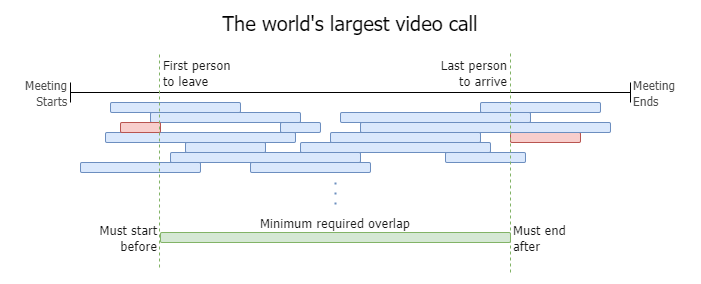 The world's largest video call
First person
to leave
Last person
to arrive
Meeting
Starts
Meeting
Ends
Minimum required overlap
Must start
before
Must end
after